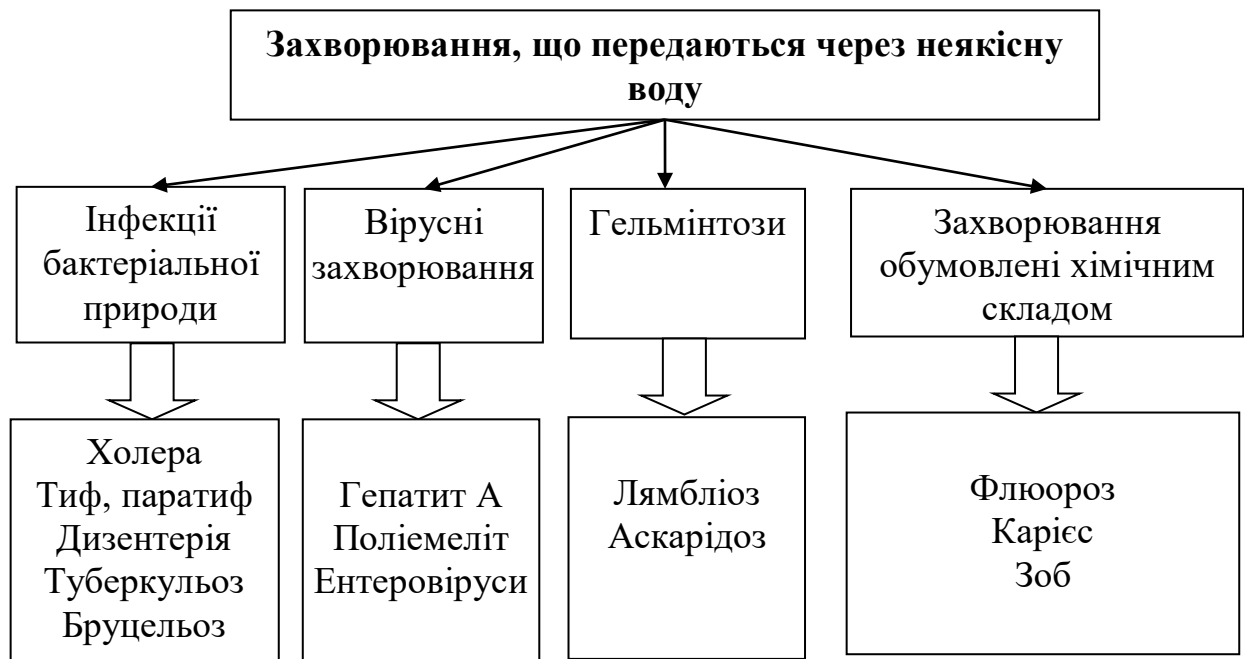 Захворювання, що передаються через неякісну
воду
Інфекції
бактеріальної
природи
Вірусні
захворювання
Гельмінтози
Захворювання
обумовлені хімічним
складом
Холера
Тиф, паратиф
Дизентерія
Туберкульоз
Бруцельоз
Гепатит А
Поліемеліт
Ентеровіруси
Лямбліоз
Аскарідоз
Флюороз
Карієс
Зоб